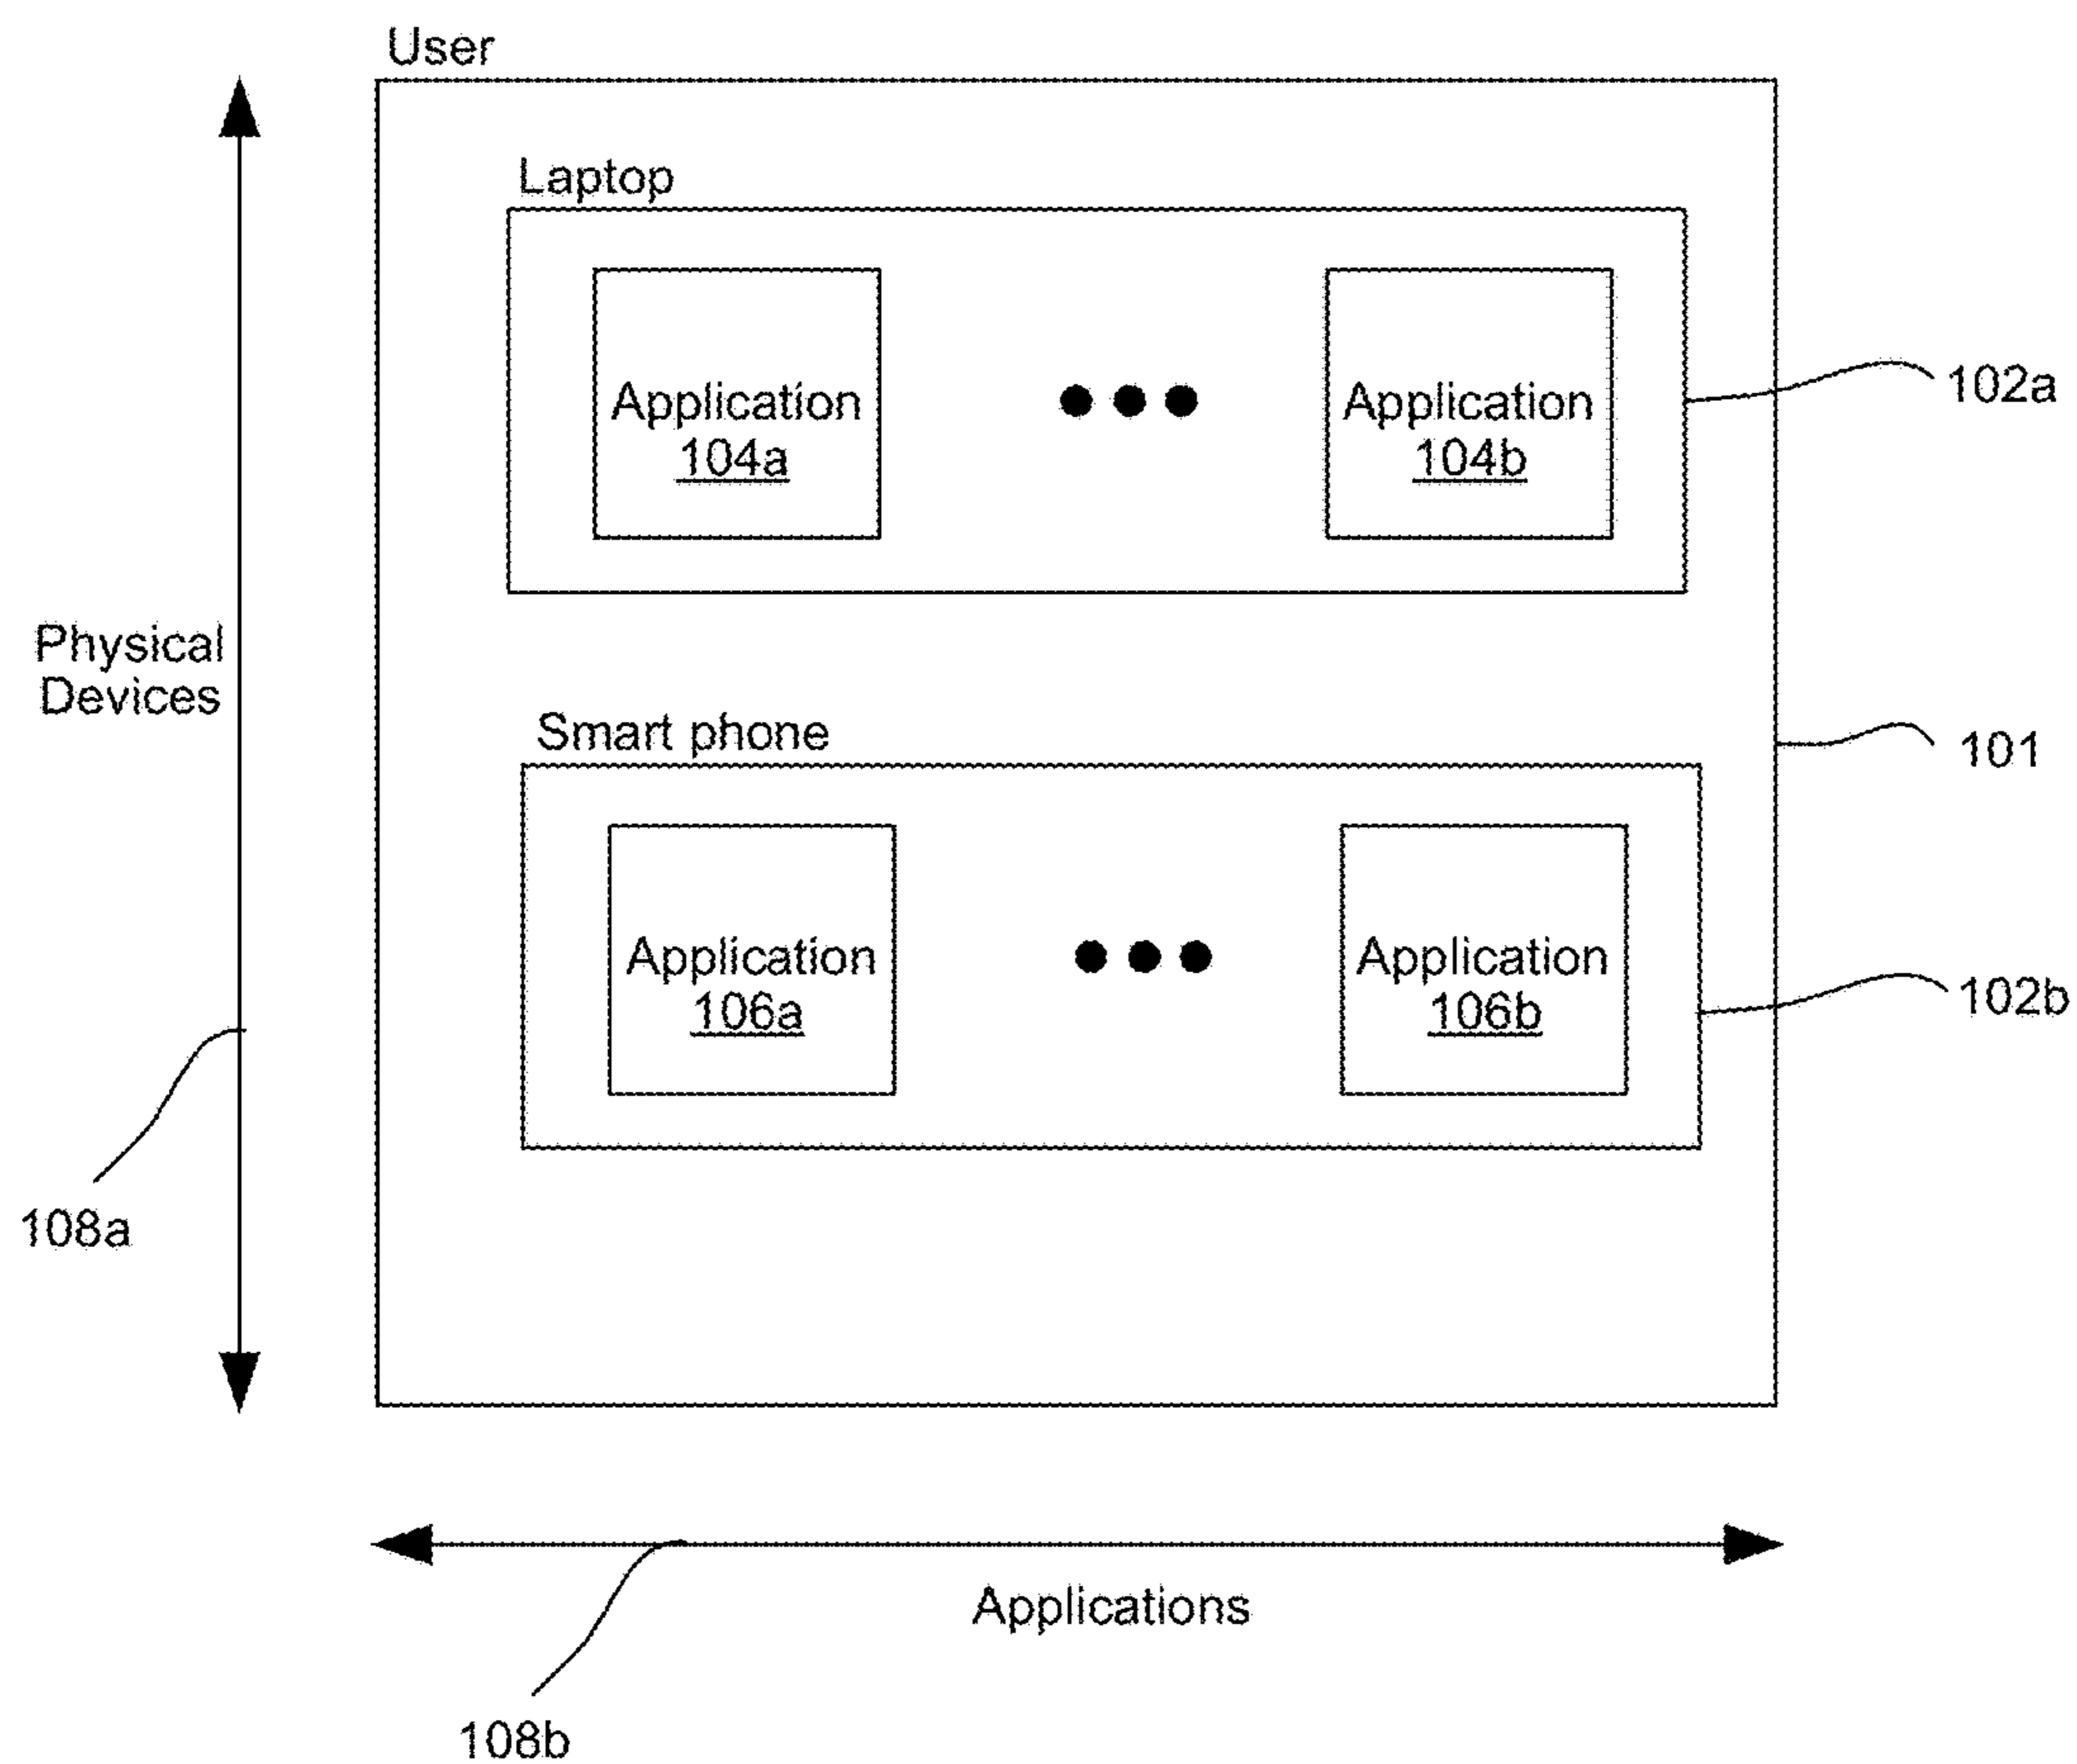 User
Laptop
Application
104a
Application
104b
102a
Physical
Devices
101
Smart phone
Application
106a
Application
106b
102b
108a
Applications
108b